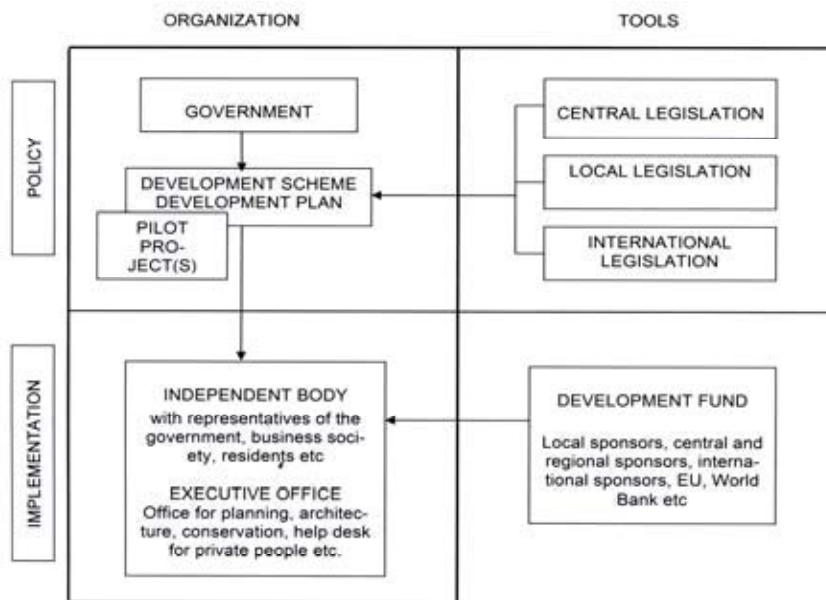 ORGANIZATION
TOOLS
POLICY
GOVERNMENT
DEVELOPMENT SCHEME
DEVELOPMENT PLAN
PILOT
PRO-
JECT(S)
CENTRAL LEGISLATION
LOCAL LEGISLATION
INTERNATIONAL
LEGISLATION
IMPLEMENTATION
INDEPENDENT BODY
with representatives of the
government, business soci-
ety, residents etc
EXECUTIVE OFFICE
Office for planning, architec-
ture, conservation, help desk
for private people etc.
DEVELOPMENT FUND
Local sponsors, central and
regional sponsors, interna-
tional sponsors, EU, World
Bank etc